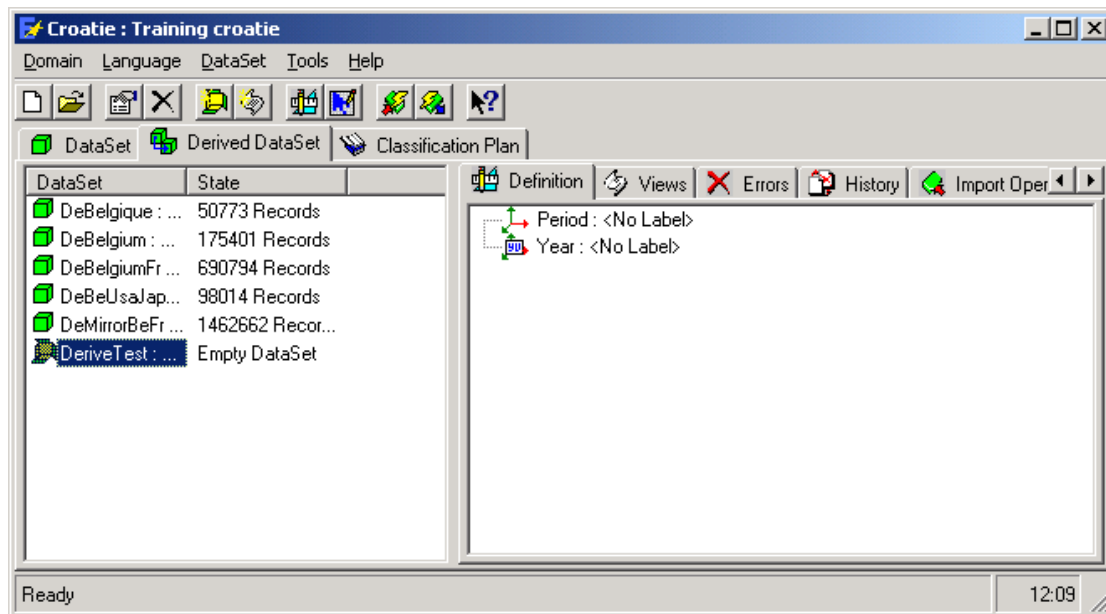 Croatie : Training croatie
Domain Language DataSet Tools Help
DataSet Derived DataSet Classification Plan
DataSet State
DeBelgique : ... 50773 Records
DeBelgium : ... 175401 Records
DeBelgiumFr ... 690794 Records
DeBeUsaJap... 98014 Records
DeMirrorBeFr ... 1462662 Recor...
DeriveTest : ... Empty DataSet
Definition Views Errors History Import Oper
Period : <No Label>
Year : <No Label>
Ready 12:09